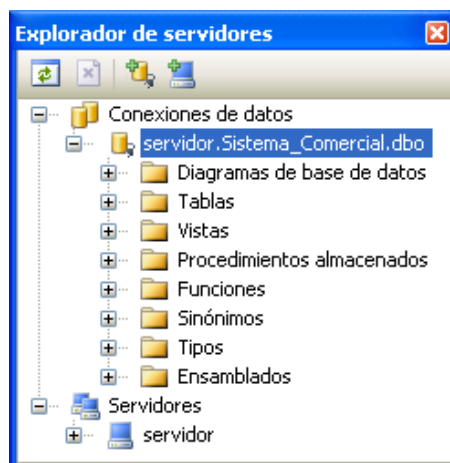 Explorador de servidores
Conexiones de datos
servidor.Sistema_Comercial.dbo
Diagramas de base de datos
Tablas
Vistas
Procedimientos almacenados
Funciones
Sinónimos
Tipos
Ensamblados
Servidores
servidor